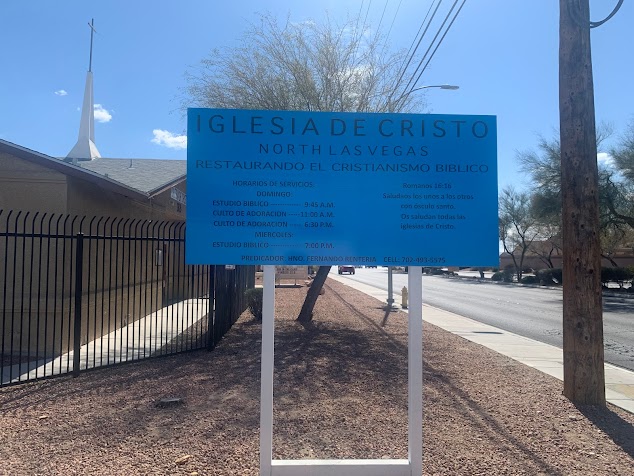 IGLESIA DE CRISTO
NORTH LAS VEGAS
RESTAURANDO EL CRISTIANISMO BIBLICO
HORARIOS DE SERVICIOS:
DOMINGO:
ESTUDIO BIBLICO ------- 9:45 A.M.
CULTO DE ADORACION --- 11:00 A.M.
CULTO DE ADORACION ---- 6:30 P.M.
MIERCOLES:
ESTUDIO BIBLICO ---------- 7:00 P.M.
Romanos 16:16
Saludaos los unos a los otros
con ósculo santo.
Os saludan todas las
iglesias de Cristo.
PREDICADOR: HNO. FERNANDO RENTERIA CELL: